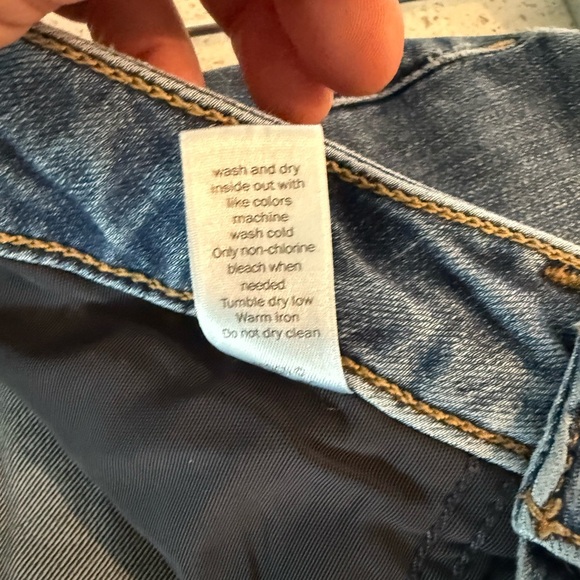 wash and dry
inside out with
like colors
machine
wash cold
Only non-chlorine
bleach when
needed
Tumble dry low
Warm Iron
Do not dry clean